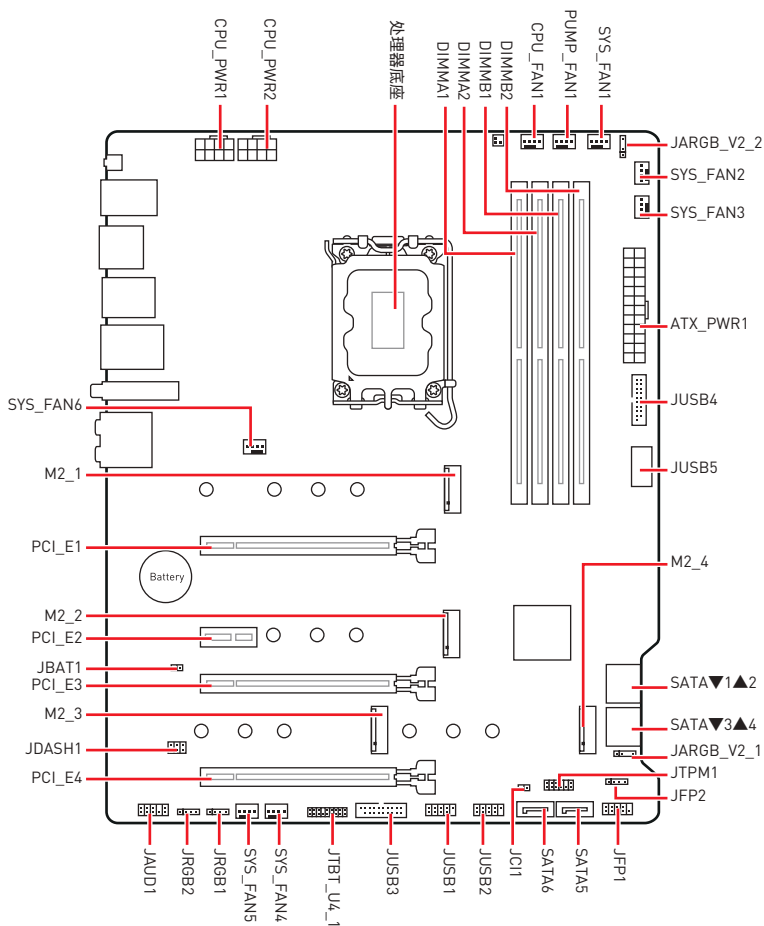 CPU_PWR1
CPU_PWR2
处理器底座
DIMMA1
DIMMA2
DIMMB1
DIMMB2
CPU_FAN1
PUMP_FAN1
SYS_FAN1
JARGB_V2_2
SYS_FAN2
SYS_FAN3
ATX_PWR1
JUSB4
JUSB5
M2_4
SATA▼1▲2
SATA▼3▲4
JARGB_V2_1
JTPM1
JFP2
SYS_FAN6
M2_1
PCI_E1
Battery
M2_2
PCI_E2
JBAT1
PCI_E3
M2_3
JDASH1
PCI_E4
JAUD1
JRGB2
JRGB1
SYS_FAN5
SYS_FAN4
JTBT_U4_1
JUSB3
JUSB1
JUSB2
JCI1
SATA6
SATA5
JFP1